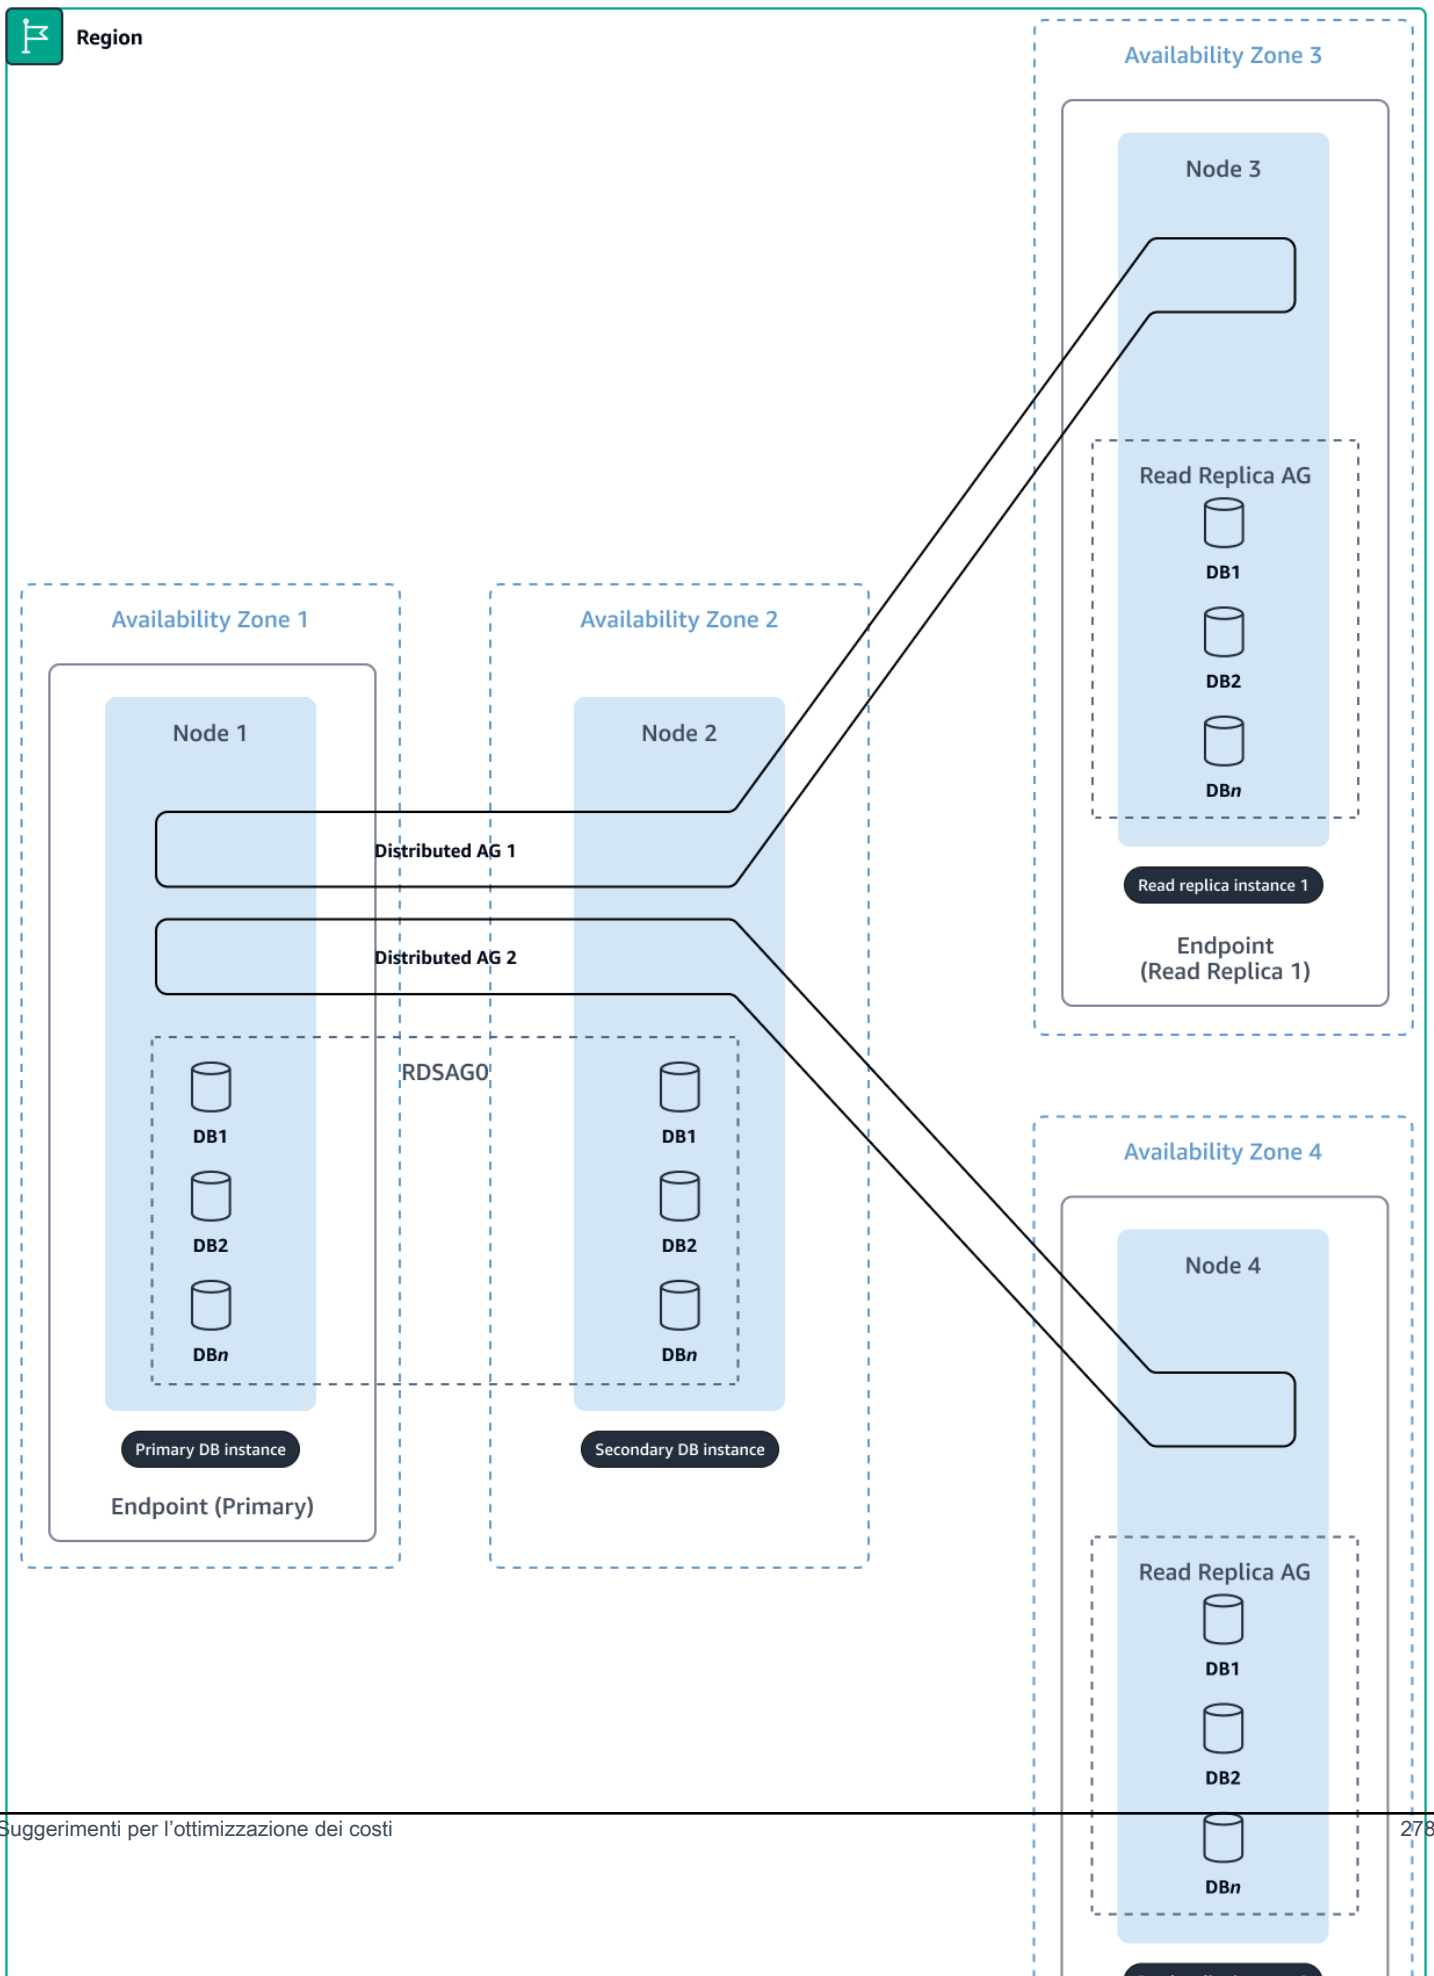 Region
Availability Zone 3
Node 3
Read Replica AG
DB1
DB2
DBn
Read replica instance 1
Endpoint
(Read Replica 1)
Availability Zone 1
Node 1
Availability Zone 2
Node 2
Distributed AG 1
Distributed AG 2
RDSAG0
DB1
DB2
DBn
Primary DB instance
Endpoint (Primary)
DB1
DB2
DBn
Secondary DB instance
Availability Zone 4
Node 4
Read Replica AG
DB1
DB2
DBn
Suggerimenti per l'ottimizzazione dei costi
278